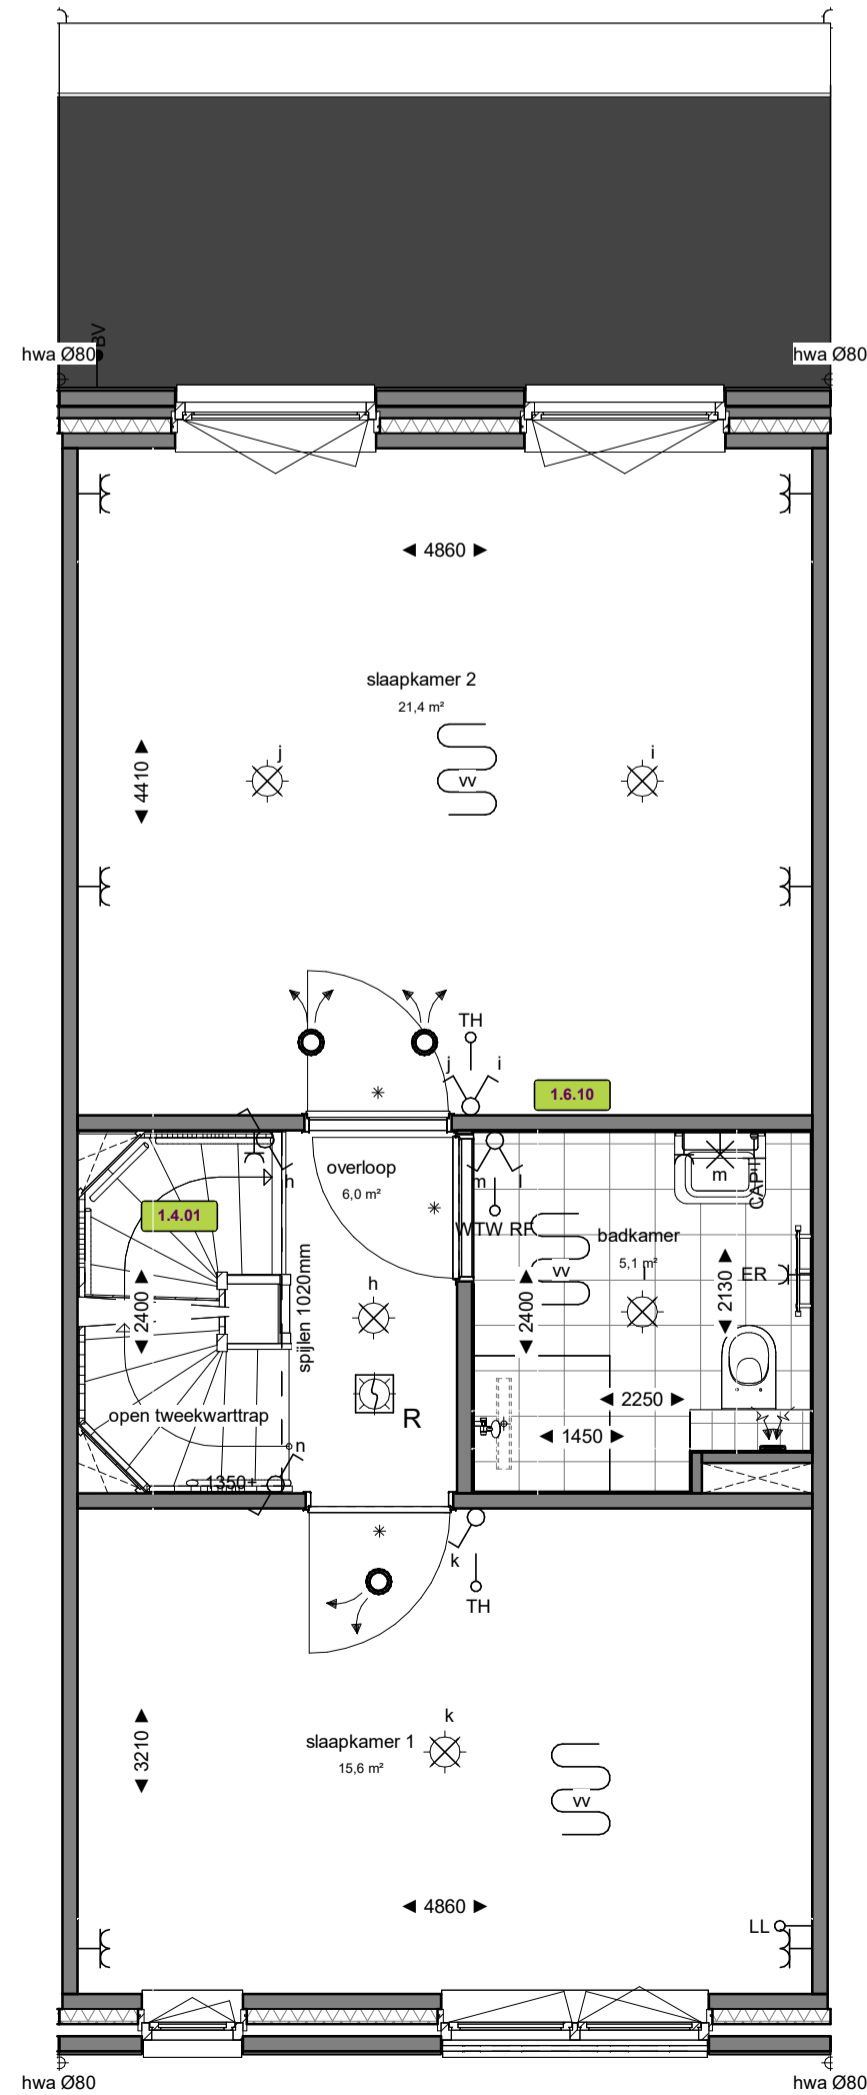 BV
hwa Ø80
hwa Ø80
◄ 4860 ►
slaapkamer 2
21,4 m²
◄ 4410 ►
j
i
vv
TH
j
i
1.6.10
h
overloop
6,0 m²
m
l
m
CAP
1.4.01
WTW RF
badkamer
5,1 m²
vv
ER
◄ 2400 ►
spijlen 1020mm
h
◄ 2400 ►
l
◄ 2130 ►
R
◄ 2250 ►
open tweekwarttrap
◄ 1450 ►
n
1350+
k
TH
k
slaapkamer 1
15,6 m²
◄ 3210 ►
vv
◄ 4860 ►
LL
hwa Ø80
hwa Ø80